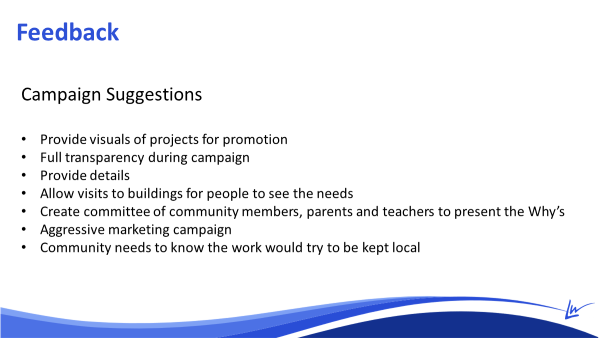 Feedback
Campaign Suggestions
• Provide visuals of projects for promotion
• Full transparency during campaign
• Provide details
• Allow visits to buildings for people to see the needs
• Create committee of community members, parents and teachers to present the Why's
• Aggressive marketing campaign
• Community needs to know the work would try to be kept local
LW